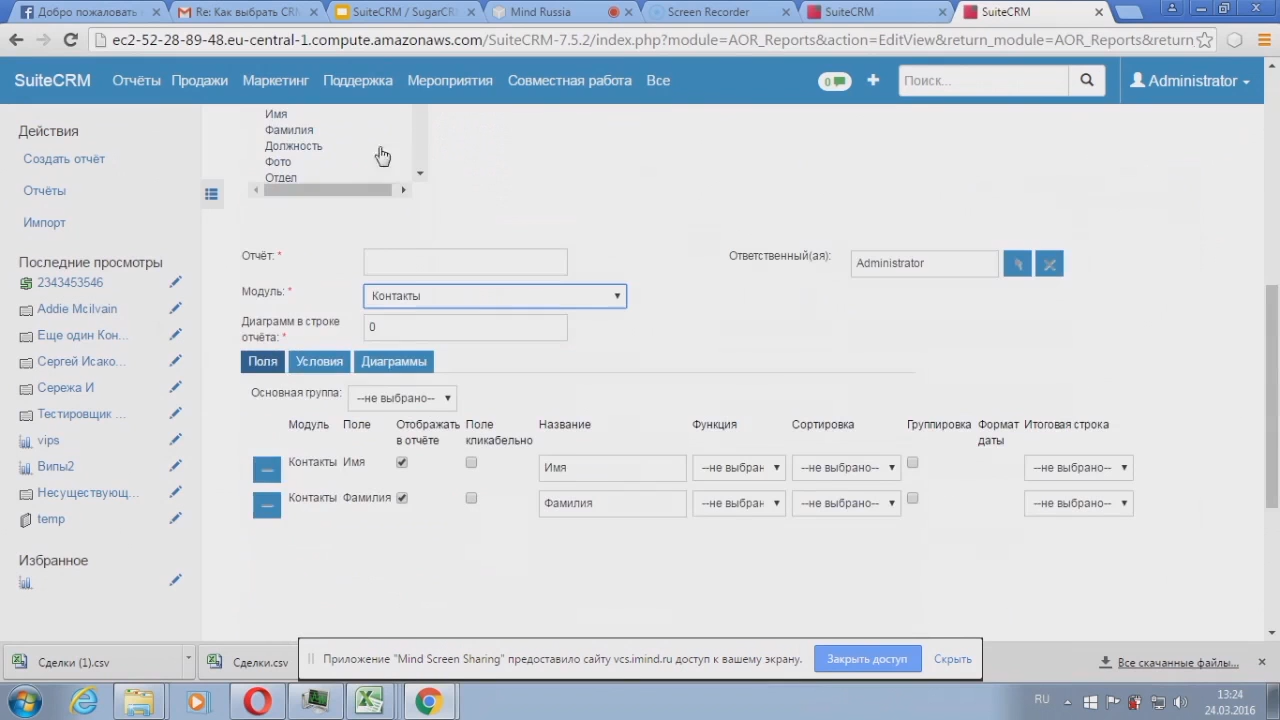 Добро пожаловать
Re: Как выбрать CRM
SuiteCRM / SugarCR
Mind Russia
Screen Recorder
SuiteCRM
SuiteCRM
ec2-52-28-89-48.eu-central-1.compute.amazonaws.com/SuiteCRM-7.5.2/index.php?module=AOR_Reports&action=EditView&return_module=AOR_Reports&return
SuiteCRM Отчёты Продажи Маркетинг Поддержка Мероприятия Совместная работа Все 0 Поиск... Administrator
Действия
Создать отчёт
Отчёты
Импорт
Последние просмотры
2343453546
Addie Mcilvain
Еще один Кон...
Сергей Исако...
Сережа И
Тестировщик ...
vips
Випы2
Несуществующ...
temp
Избранное
Имя
Фамилия
Должность
Фото
Отдел
Отчёт: *
Ответственный(ая): Administrator
Модуль: * Контакты
Диаграмм в строке
отчёта: * 0
Поля Условия Диаграммы
Основная группа: --не выбрано--
Модуль Поле Отображать в отчёте Поле кликабельно Название Функция Сортировка Группировка Формат даты Итоговая строка
Контакты Имя Имя --не выбран --не выбрано-- --не выбрано--
Контакты Фамилия Фамилия --не выбран --не выбрано-- --не выбрано--
Приложение "Mind Screen Sharing" предоставило сайту vcs.imind.ru доступ к вашему экрану. Закрыть доступ Скрыть
Сделки (1).csv
Сделки.csv
Все скачанные файлы...
RU
13:24
24.03.2016